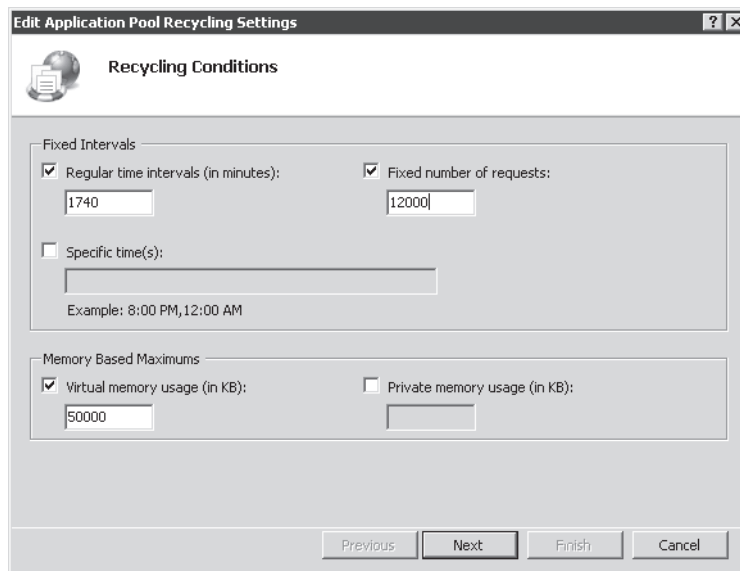 Edit Application Pool Recycling Settings
Recycling Conditions
Fixed Intervals
Regular time intervals (in minutes):
Fixed number of requests:
1740
12000
Specific time(s):
Example: 8:00 PM,12:00 AM
Memory Based Maximums
Virtual memory usage (in KB):
Private memory usage (in KB):
50000
Previous
Next
Finish
Cancel